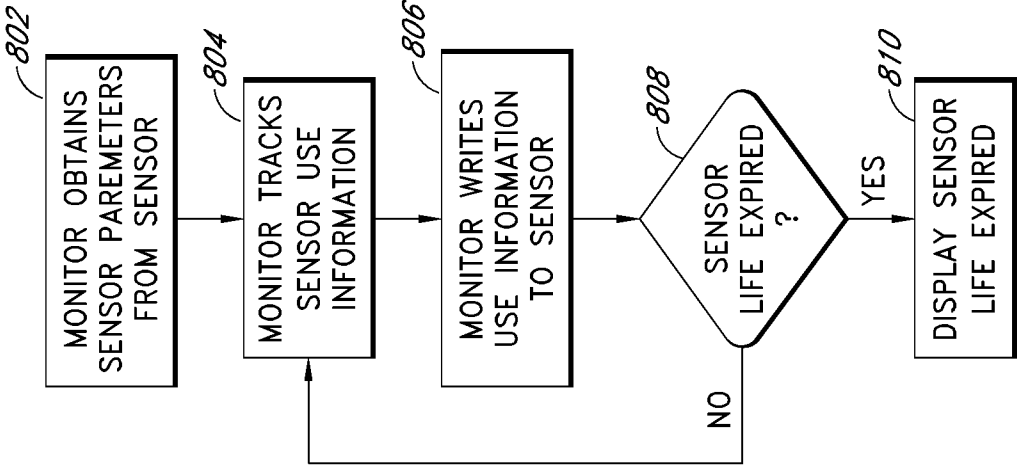 802
MONITOR OBTAINS
SENSOR PAREMETERS
FROM SENSOR
804
MONITOR TRACKS
SENSOR USE
INFORMATION
806
MONITOR WRITES
USE INFORMATION
TO SENSOR
808
SENSOR
LIFE EXPIRED
?
NO
YES
810
DISPLAY SENSOR
LIFE EXPIRED